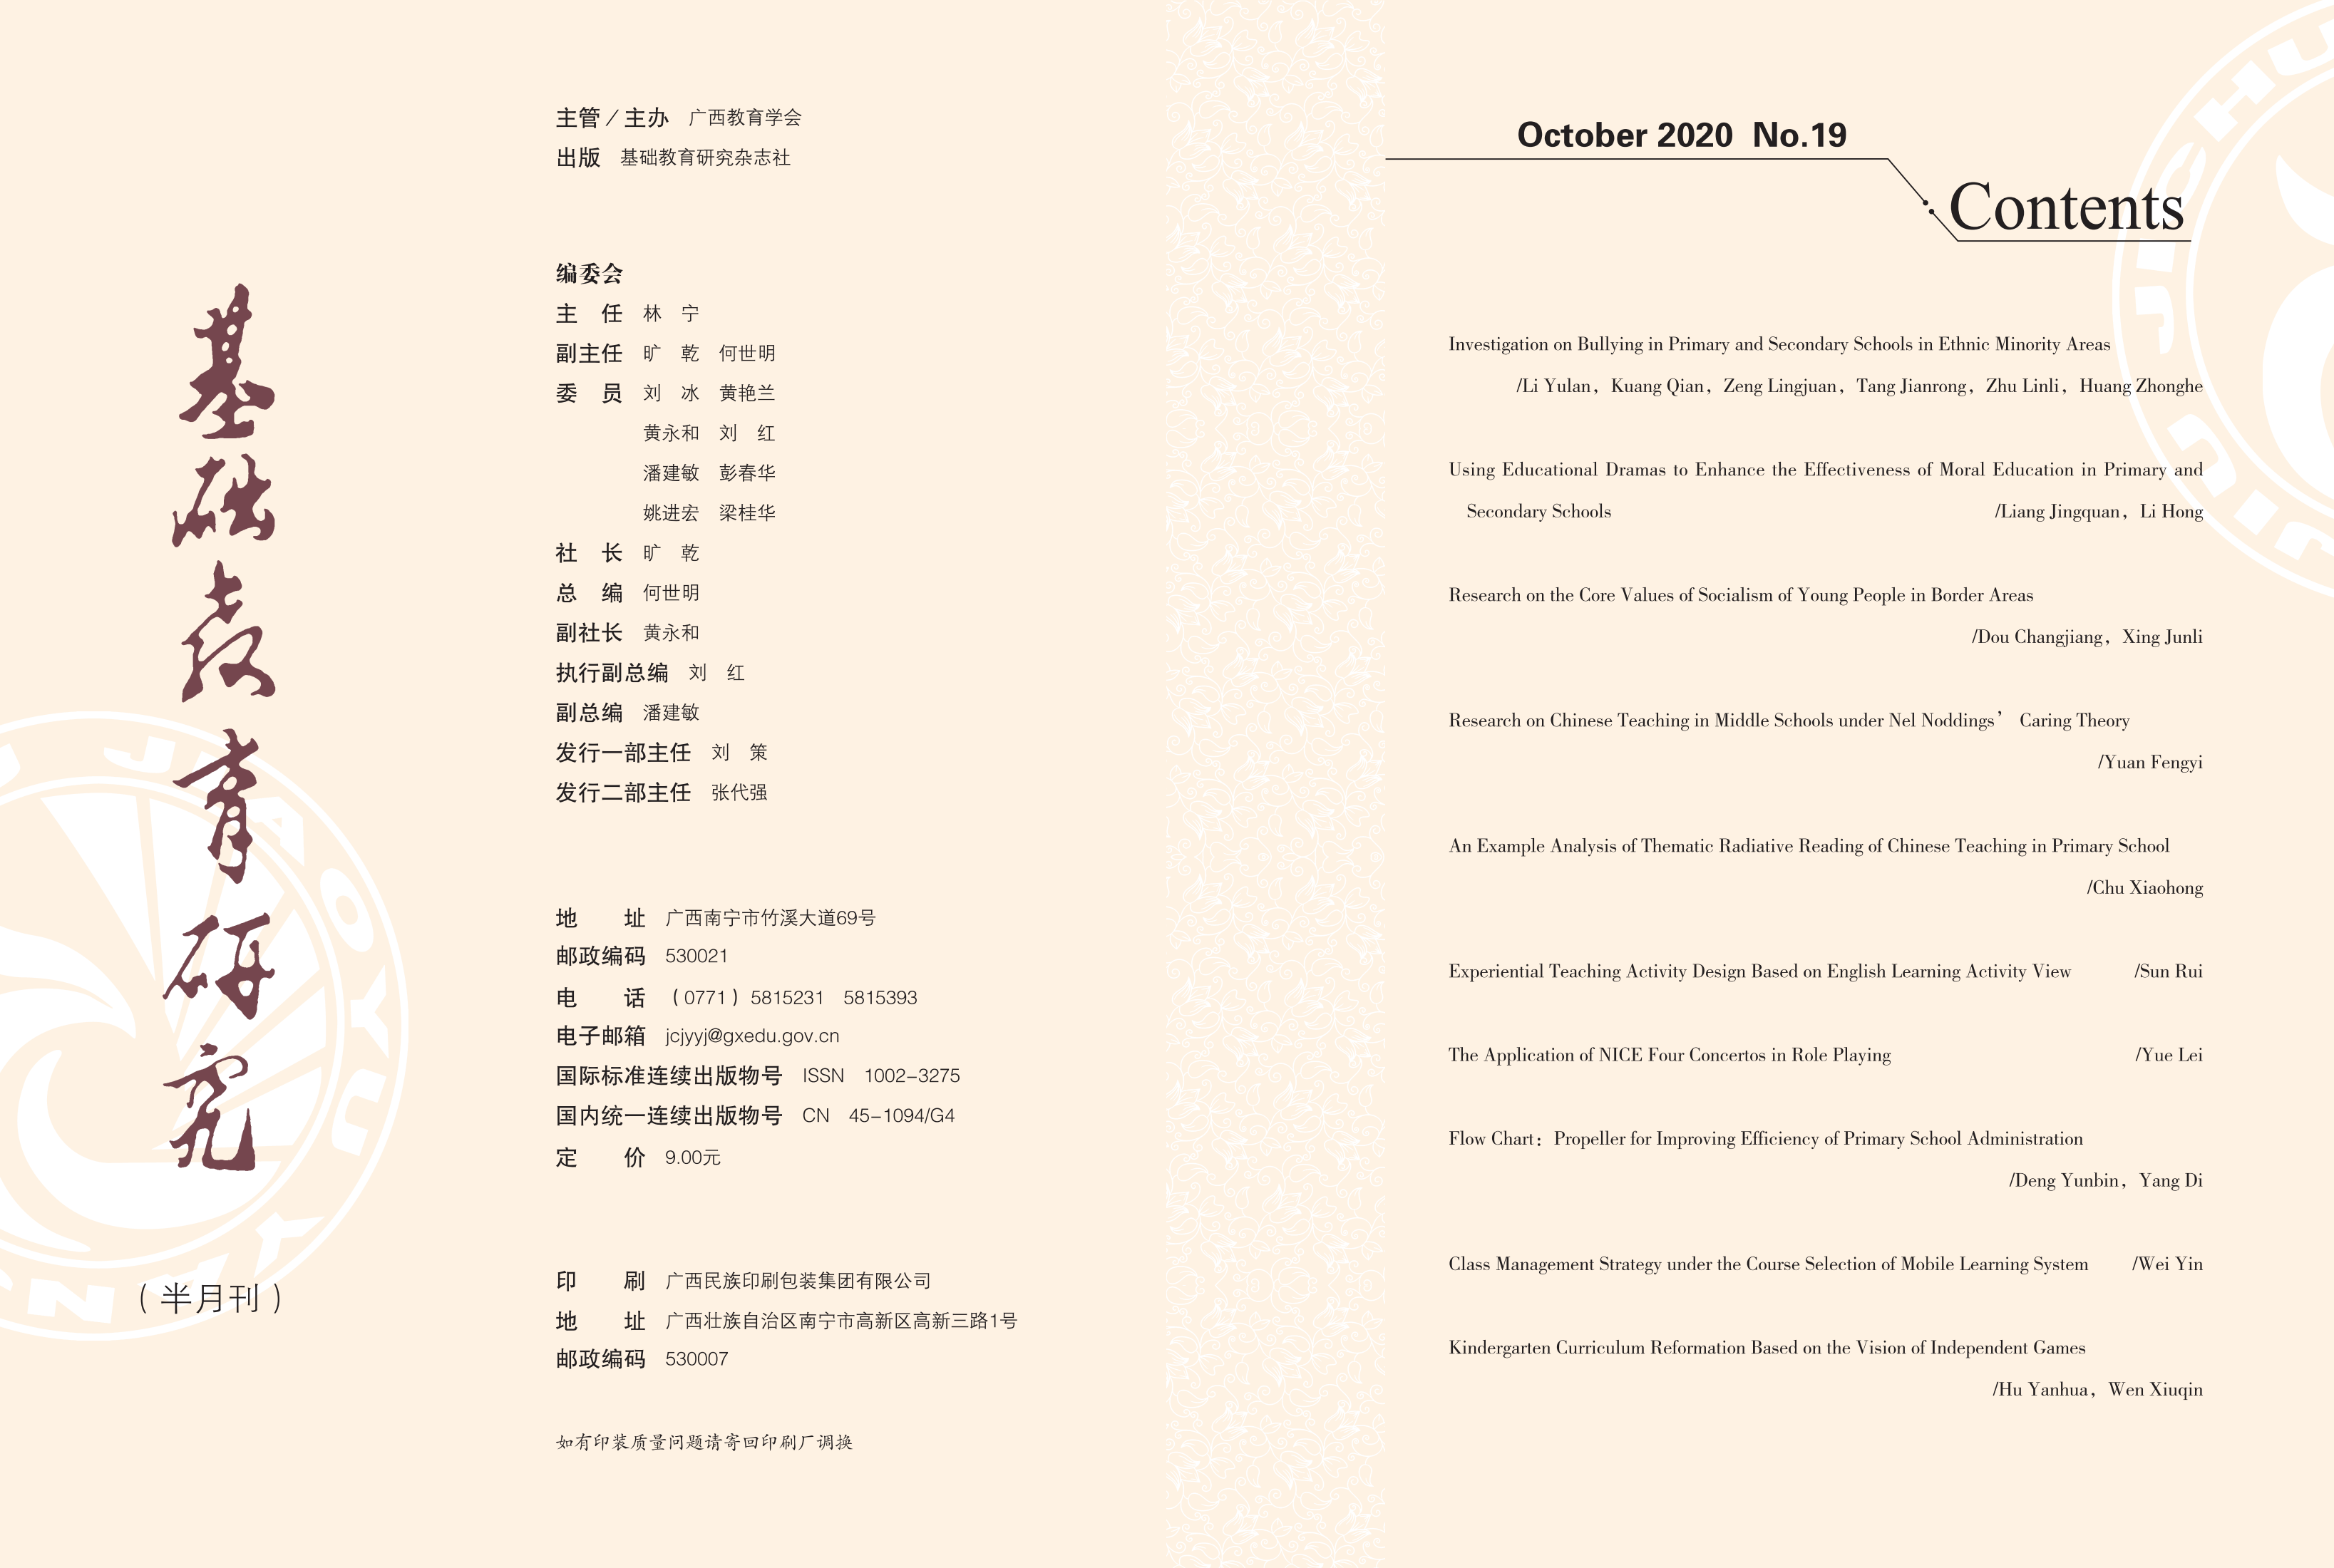 基础教育研究
（半月刊）
主管／主办　广西教育学会
出版　基础教育研究杂志社
编委会
主　任　林　宁
副主任　旷　乾　何世明
委　员　刘　冰　黄艳兰
黄永和　刘　红
潘建敏　彭春华
姚进宏　梁桂华
社　长　旷　乾
总　编　何世明
副社长　黄永和
执行副总编　刘　红
副总编　潘建敏
发行一部主任　刘　策
发行二部主任　张代强
地　　址　广西南宁市竹溪大道69号
邮政编码　530021
电　　话　（0771）5815231　5815393
电子邮箱　jcjyyj@gxedu.gov.cn
国际标准连续出版物号　ISSN　1002-3275
国内统一连续出版物号　CN　45-1094/G4
定　　价　9.00元
印　　刷　广西民族印刷包装集团有限公司
地　　址　广西壮族自治区南宁市高新区高新三路1号
邮政编码　530007
如有印装质量问题请寄回印刷厂调换
October 2020 No.19
Contents
Investigation on Bullying in Primary and Secondary Schools in Ethnic Minority Areas
/Li Yulan，Kuang Qian，Zeng Lingjuan，Tang Jianrong，Zhu Linli，Huang Zhonghe
Using Educational Dramas to Enhance the Effectiveness of Moral Education in Primary and
Secondary Schools /Liang Jingquan，Li Hong
Research on the Core Values of Socialism of Young People in Border Areas
/Dou Changjiang，Xing Junli
Research on Chinese Teaching in Middle Schools under Nel Noddings’ Caring Theory
/Yuan Fengyi
An Example Analysis of Thematic Radiative Reading of Chinese Teaching in Primary School
/Chu Xiaohong
Experiential Teaching Activity Design Based on English Learning Activity View /Sun Rui
The Application of NICE Four Concertos in Role Playing /Yue Lei
Flow Chart：Propeller for Improving Efficiency of Primary School Administration
/Deng Yunbin，Yang Di
Class Management Strategy under the Course Selection of Mobile Learning System /Wei Yin
Kindergarten Curriculum Reformation Based on the Vision of Independent Games
/Hu Yanhua，Wen Xiuqin